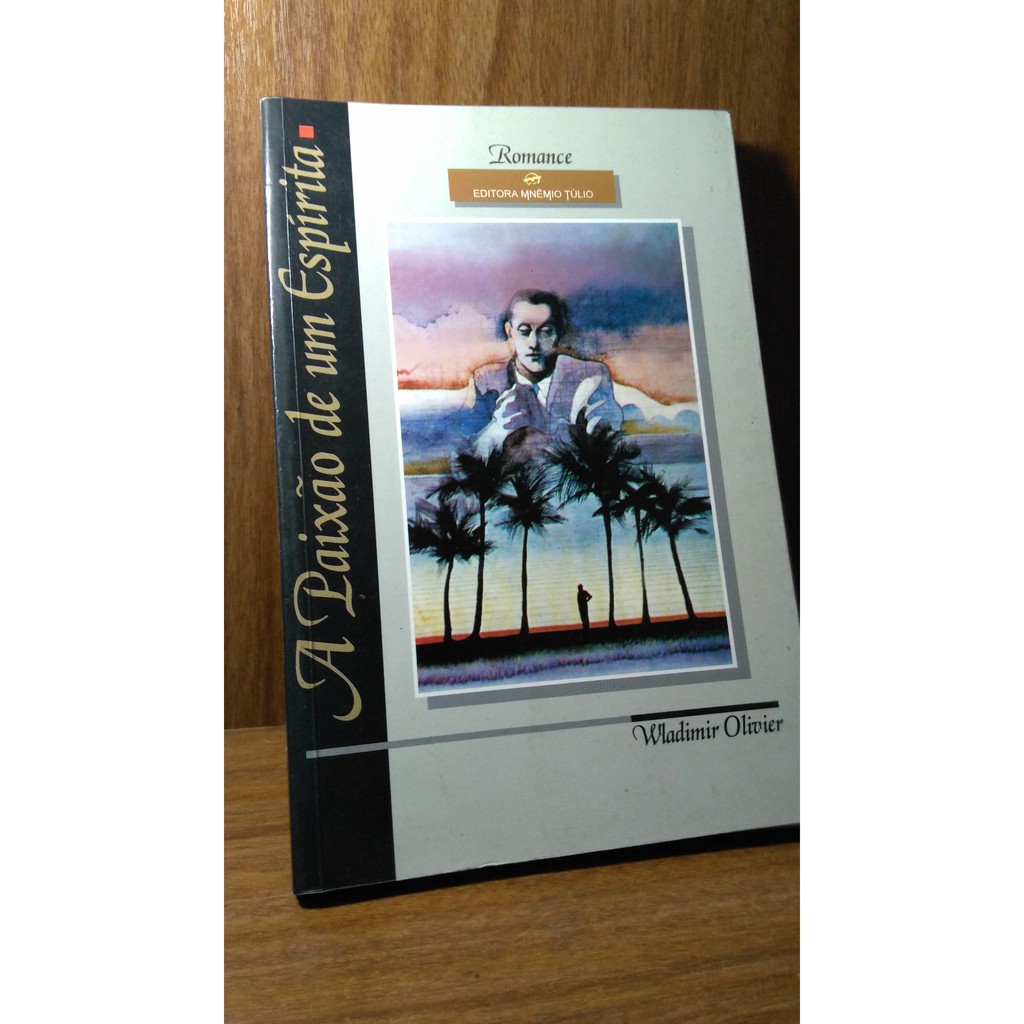 Romance
EDITORA MNÊMIO TÚLIO
A Paixão de um Espírita
Wladimir Olivier